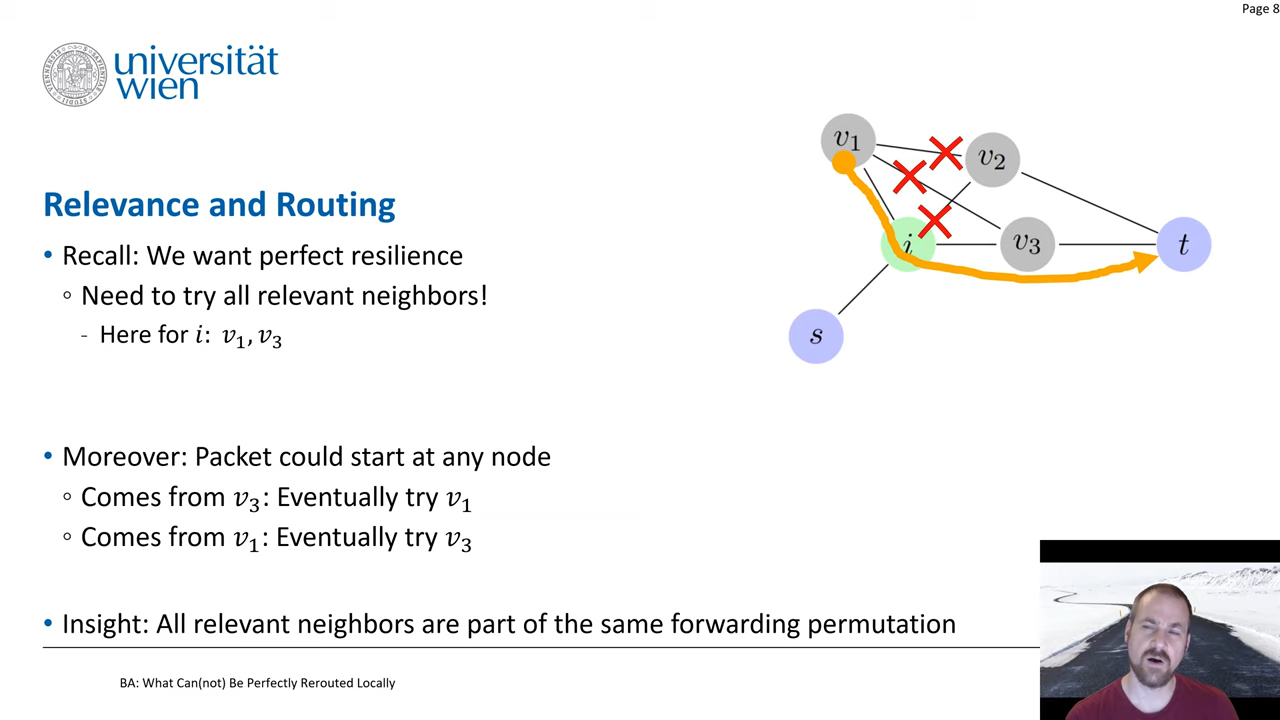 Page 8
universität
wien
Relevance and Routing
• Recall: We want perfect resilience
◦ Need to try all relevant neighbors!
- Here for i: v₁, v₃
• Moreover: Packet could start at any node
◦ Comes from v₃: Eventually try v₁
◦ Comes from v₁: Eventually try v₃
• Insight: All relevant neighbors are part of the same forwarding permutation
BA: What Can(not) Be Perfectly Rerouted Locally
v₁
v₂
i
v₃
t
s